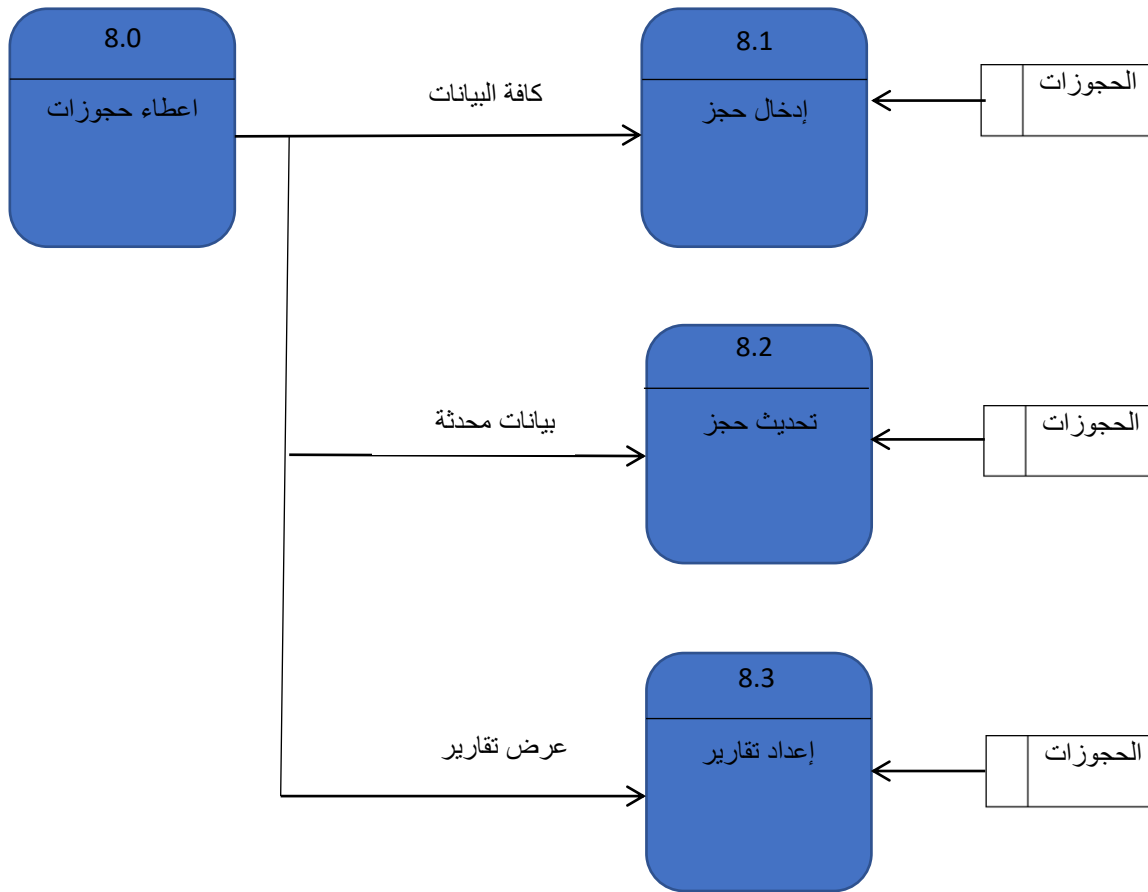 8.0
اعطاء حجوزات
كافة البيانات
8.1
إدخال حجز
الحجوزات
بيانات محدثة
8.2
تحديث حجز
الحجوزات
عرض تقارير
8.3
إعداد تقارير
الحجوزات